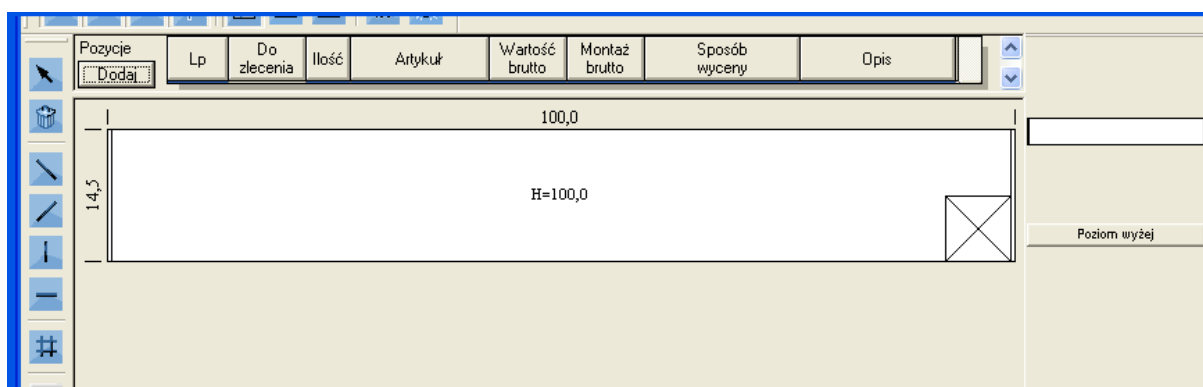 Pozycje
Dodaj
Lp
Do
zlecenia
Ilość
Artykuł
Wartość
brutto
Montaż
brutto
Sposób
wyceny
Opis
100,0
14,5
H=100,0
Poziom wyżej